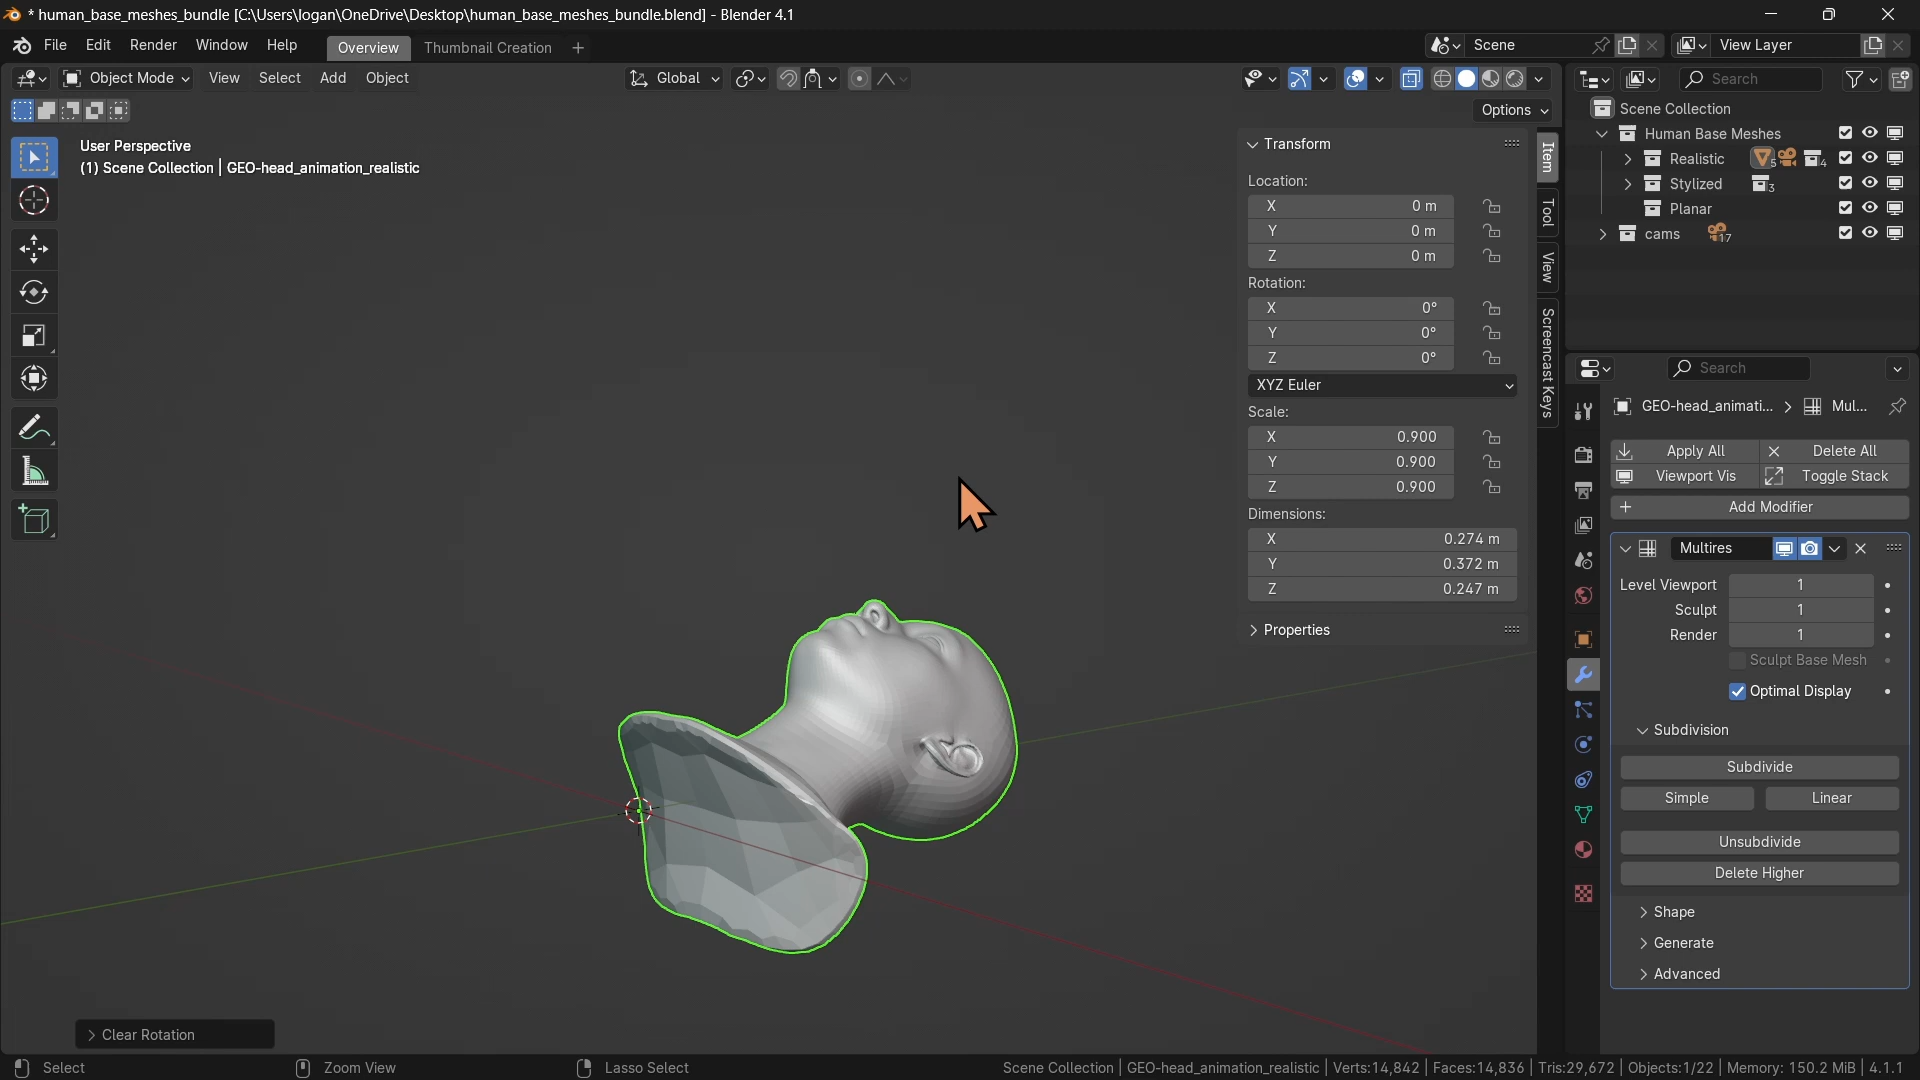 * human_base_meshes_bundle [C:\Users\logan\OneDrive\Desktop\human_base_meshes_bundle.blend] - Blender 4.1
File Edit Render Window Help Overview Thumbnail Creation + Scene View Layer
Object Mode View Select Add Object Global Search
Options
User Perspective
(1) Scene Collection | GEO-head_animation_realistic
Transform
Location:
X 0 m
Y 0 m
Z 0 m
Rotation:
X 0°
Y 0°
Z 0°
XYZ Euler
Scale:
X 0.900
Y 0.900
Z 0.900
Dimensions:
X 0.274 m
Y 0.372 m
Z 0.247 m
Properties
Item
Tool
View
Screencast Keys
Scene Collection
Human Base Meshes
Realistic 5 4
Stylized 3
Planar
cams 17
Search
GEO-head_animati... Mul...
Apply All Delete All
Viewport Vis Toggle Stack
Add Modifier
Multires
Level Viewport 1
Sculpt 1
Render 1
Sculpt Base Mesh
Optimal Display
Subdivision
Subdivide
Simple Linear
Unsubdivide
Delete Higher
Shape
Generate
Advanced
Clear Rotation
Select Zoom View Lasso Select Scene Collection | GEO-head_animation_realistic | Verts:14,842 | Faces:14,836 | Tris:29,672 | Objects:1/22 | Memory: 150.2 MiB | 4.1.1